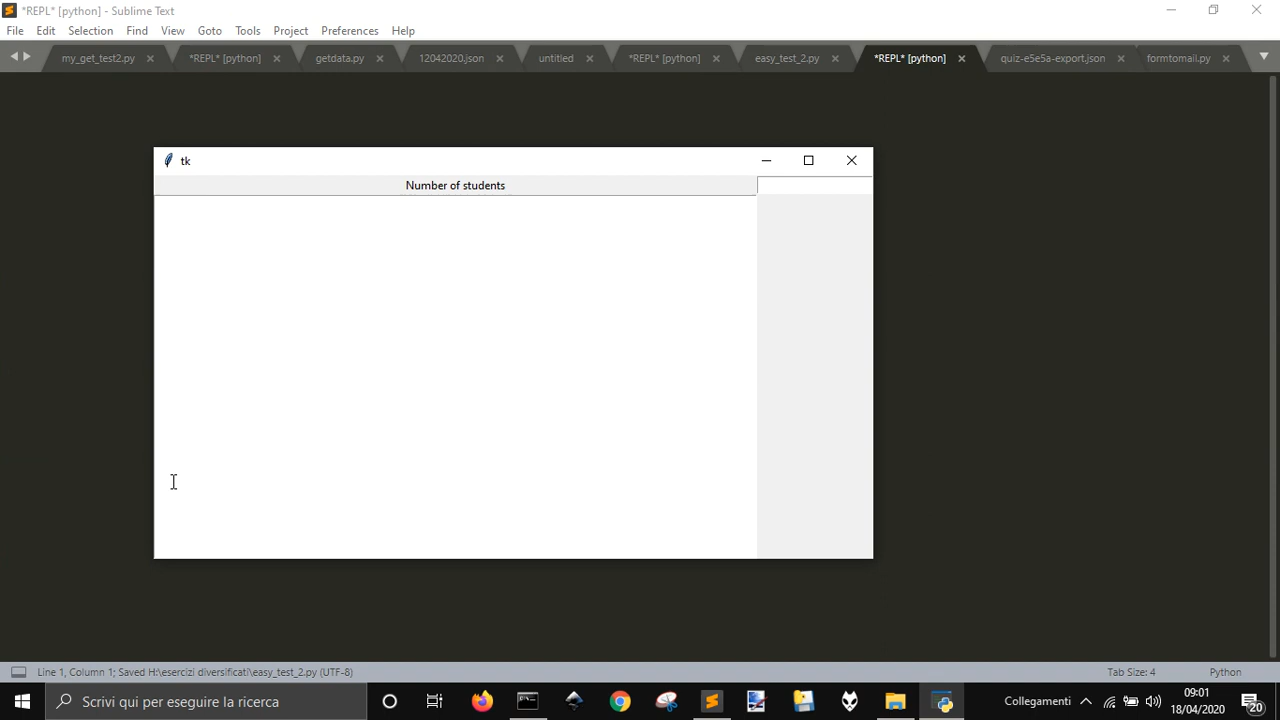 *REPL* [python] - Sublime Text
File Edit Selection View Goto Tools Project Preferences Help
my_get_test2.py *REPL* [python] getdata.py 12042020.json untitled *REPL* [python] easy_test_2.py *REPL* [python] quiz-e5e5a-export.json formtomail.py
tk
Number of students
Line 1, Column 1; Saved H:\esercizi diversificati\easy_test_2.py (UTF-8) Tab Size: 4 Python
Scrivi qui per eseguire la ricerca Collegamenti 09:01
18/04/2020 20